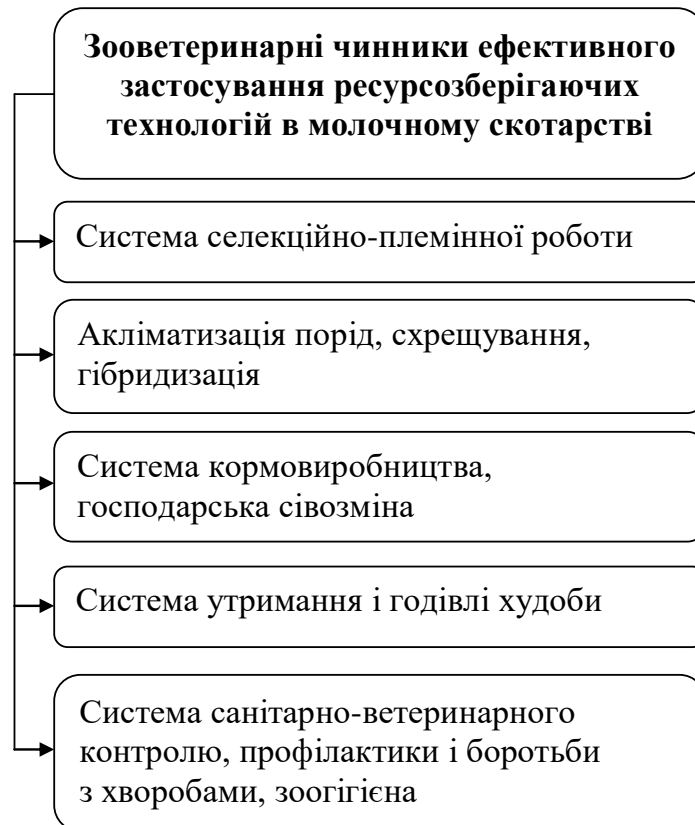 Зооветеринарні чинники ефективного
застосування ресурсозберігаючих
технологій в молочному скотарстві
Система селекційно-племінної роботи
Акліматизація порід, схрещування,
гібридизація
Система кормовиробництва,
господарська сівозміна
Система утримання і годівлі худоби
Система санітарно-ветеринарного
контролю, профілактики і боротьби
з хворобами, зоогігієна